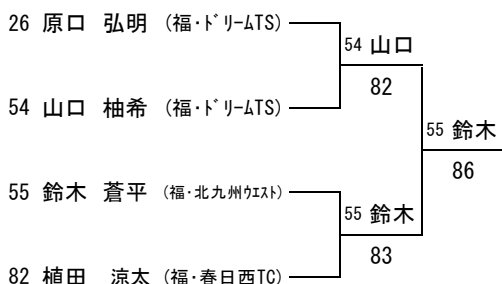 26 原口 弘明 (福・ドリームTS)
54 山口
82
54 山口 柚希 (福・ドリームTS)
55 鈴木
86
55 鈴木 蒼平 (福・北九州ウエスト)
55 鈴木
83
82 植田 涼太 (福・春日西TC)